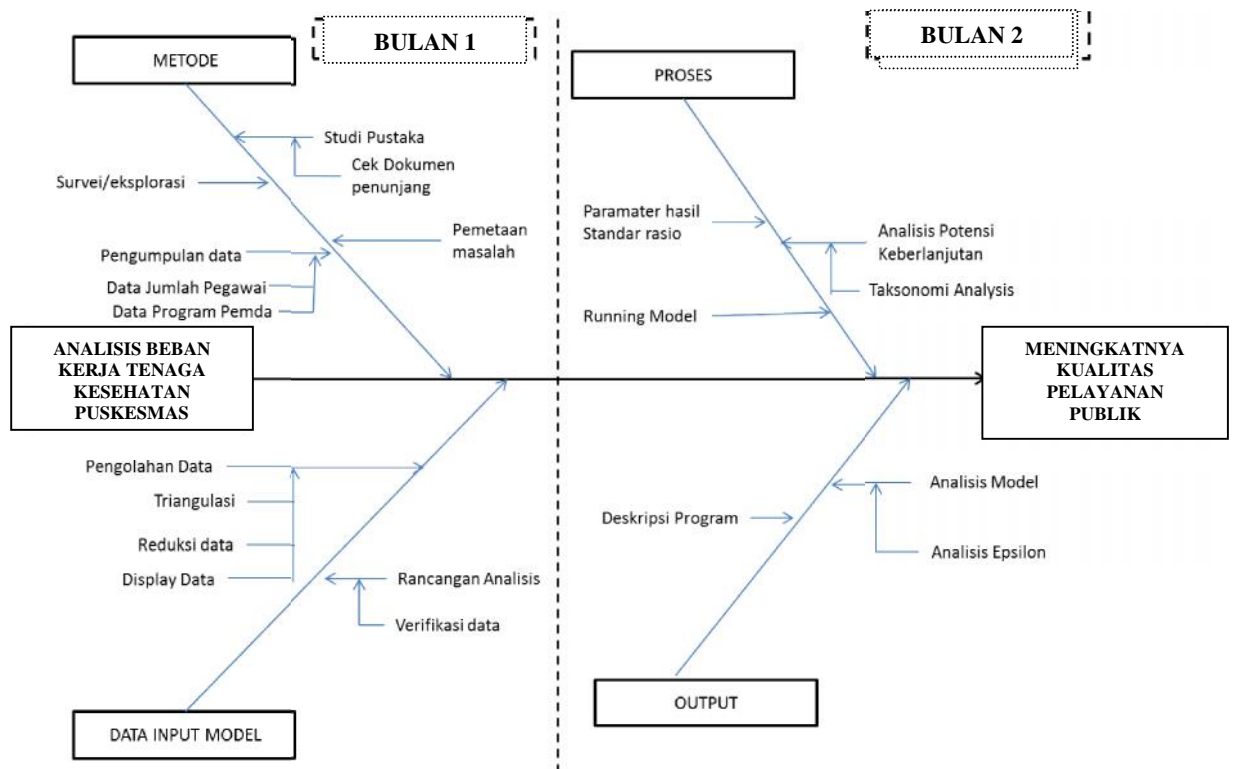 BULAN 1
METODE
Studi Pustaka
Cek Dokumen
penunjang
Survei/eksplorasi
Pemetaan
masalah
Pengumpulan data
Data Jumlah Pegawai
Data Program Pemda
BULAN 2
PROSES
Paramater hasil
Standar rasio
Analisis Potensi
Keberlanjutan
Taksonomi Analysis
Running Model
ANALISIS BEBAN
KERJA TENAGA
KESEHATAN
PUSKESMAS
MENINGKATNYA
KUALITAS
PELAYANAN
PUBLIK
Pengolahan Data
Triangulasi
Reduksi data
Display Data
Rancangan Analisis
Verifikasi data
DATA INPUT MODEL
Analisis Model
Deskripsi Program
Analisis Epsilon
OUTPUT